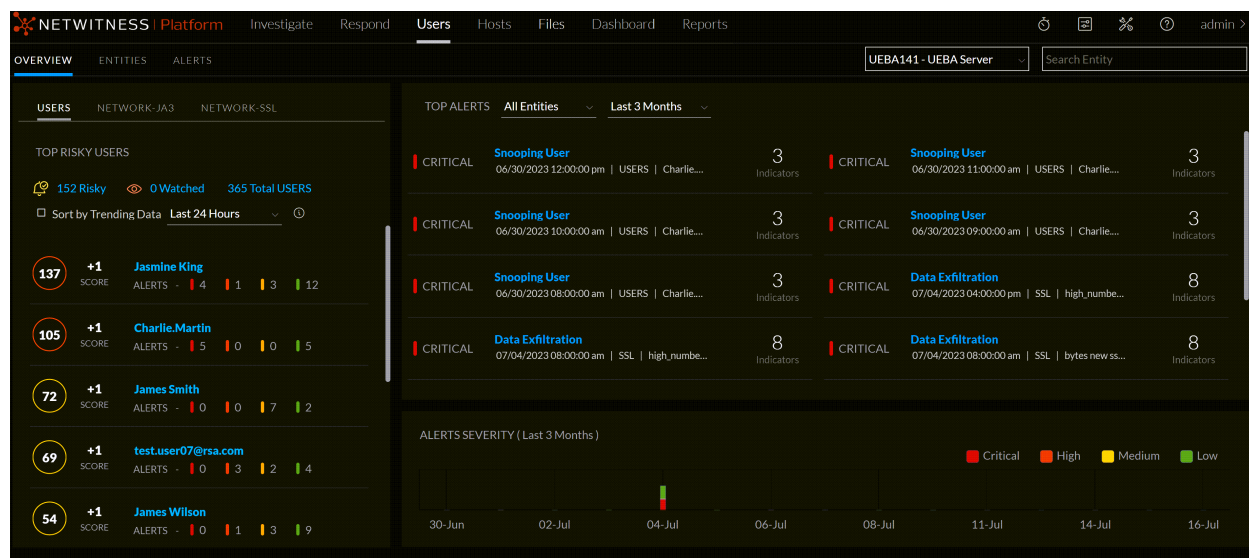 NETWITNESS | Platform Investigate Respond Users Hosts Files Dashboard Reports admin >
OVERVIEW ENTITIES ALERTS UEBA141 - UEBA Server Search Entity
USERS NETWORK-JA3 NETWORK-SSL
TOP RISKY USERS
152 Risky 0 Watched 365 Total USERS
Sort by Trending Data Last 24 Hours
137 +1 SCORE Jasmine King
ALERTS - 4 1 3 12
105 +1 SCORE Charlie.Martin
ALERTS - 5 0 0 5
72 +1 SCORE James Smith
ALERTS - 0 0 7 2
69 +1 SCORE test.user07@rsa.com
ALERTS - 0 3 2 4
54 +1 SCORE James Wilson
ALERTS - 0 1 3 9
TOP ALERTS All Entities Last 3 Months
CRITICAL Snooping User 3 Indicators
06/30/2023 12:00:00 pm | USERS | Charlie....
CRITICAL Snooping User 3 Indicators
06/30/2023 11:00:00 am | USERS | Charlie....
CRITICAL Snooping User 3 Indicators
06/30/2023 10:00:00 am | USERS | Charlie....
CRITICAL Snooping User 3 Indicators
06/30/2023 09:00:00 am | USERS | Charlie....
CRITICAL Snooping User 3 Indicators
06/30/2023 08:00:00 am | USERS | Charlie....
CRITICAL Data Exfiltration 8 Indicators
07/04/2023 04:00:00 pm | SSL | high_numbe...
CRITICAL Data Exfiltration 8 Indicators
07/04/2023 08:00:00 am | SSL | high_numbe...
CRITICAL Data Exfiltration 8 Indicators
07/04/2023 08:00:00 am | SSL | bytes new ss...
ALERTS SEVERITY ( Last 3 Months )
Critical High Medium Low
30-Jun 02-Jul 04-Jul 06-Jul 08-Jul 11-Jul 14-Jul 16-Jul